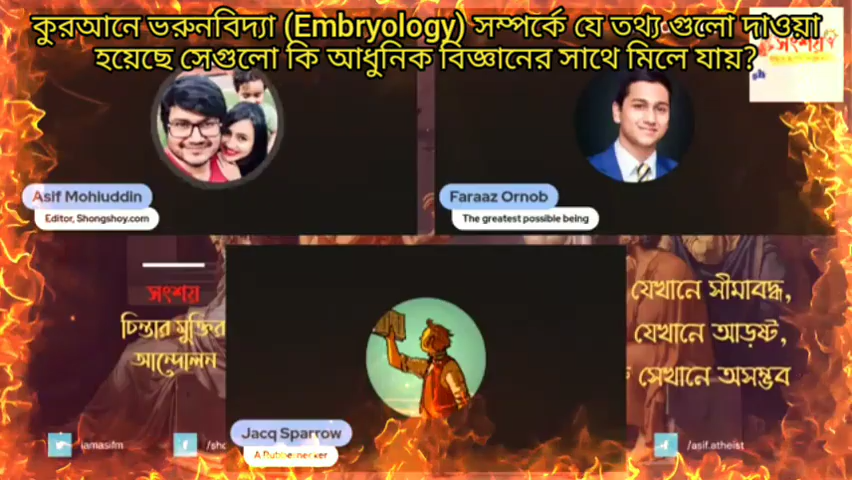 কুরআনে ভরুনবিদ্যা (Embryology) সম্পর্কে যে তথ্য গুলো দাওয়া
হয়েছে সেগুলো কি আধুনিক বিজ্ঞানের সাথে মিলে যায়?
সংশয়
Asif Mohiuddin
Editor, Shongshoy.com
Faraaz Ornob
The greatest possible being
সংশয়
চিন্তার মুক্তির
আন্দোলন
যেখানে সীমাবদ্ধ,
যেখানে আড়ষ্ট,
সেখানে অসম্ভব
Jacq Sparrow
iamasifm
/asif.atheist